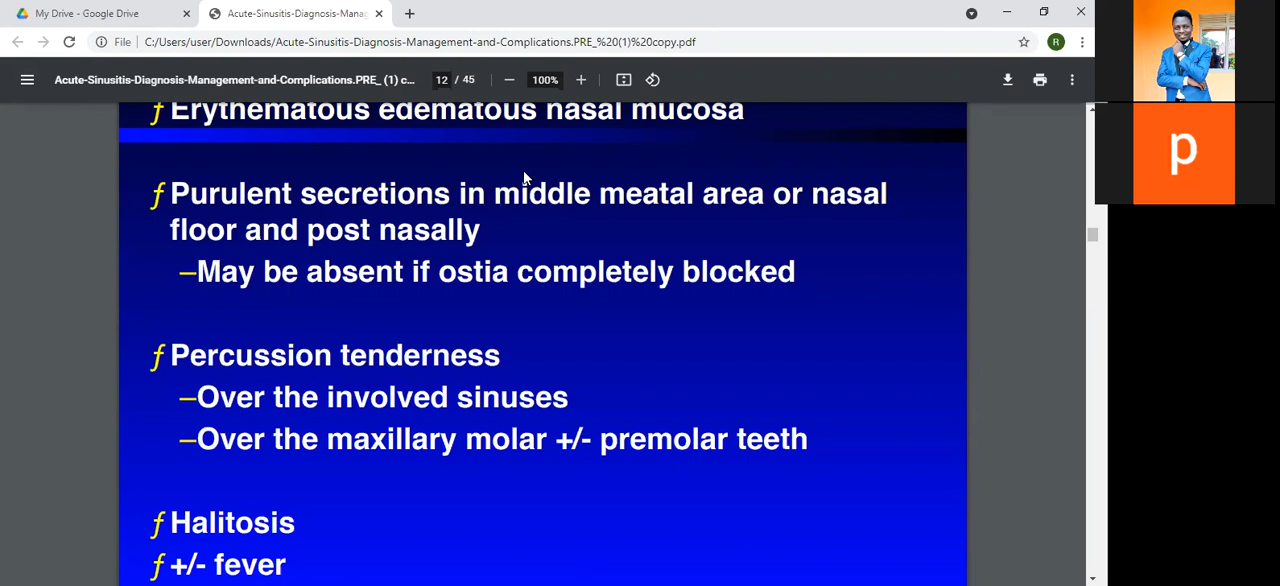 My Drive - Google Drive
Acute-Sinusitis-Diagnosis-Mana
File C:/Users/user/Downloads/Acute-Sinusitis-Diagnosis-Management-and-Complications.PRE_%20(1)%20copy.pdf
R
Acute-Sinusitis-Diagnosis-Management-and-Complications.PRE_ (1) c... 12 / 45 100%
ƒ Erythematous edematous nasal mucosa
ƒ Purulent secretions in middle meatal area or nasal
floor and post nasally
–May be absent if ostia completely blocked
ƒ Percussion tenderness
–Over the involved sinuses
–Over the maxillary molar +/- premolar teeth
ƒ Halitosis
ƒ +/- fever
p